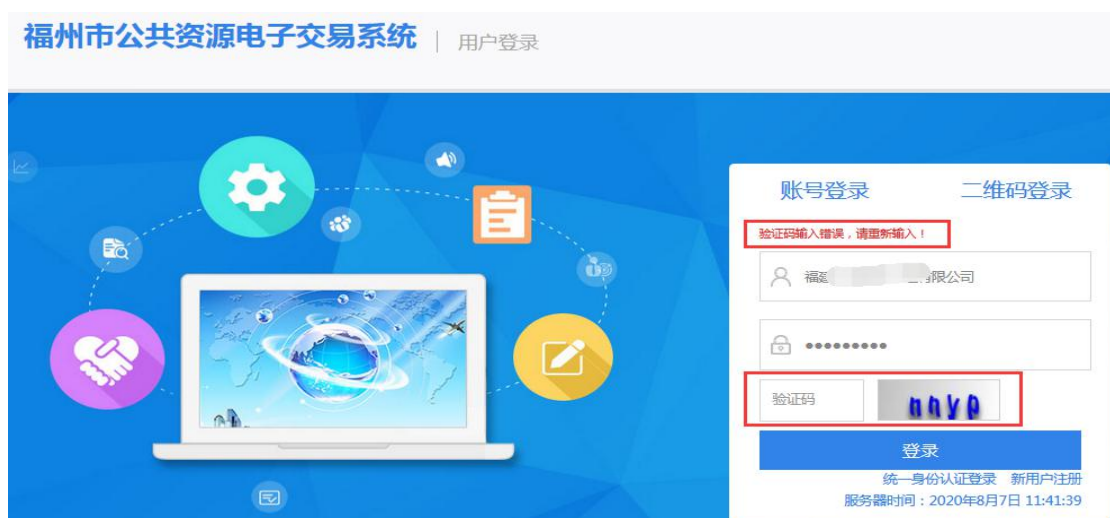 福州市公共资源电子交易系统 | 用户登录
账号登录 二维码登录
验证码输入错误，请重新输入！
福建 有限公司
验证码 nhyp
登录
统一身份认证登录 新用户注册
服务器时间：2020年8月7日 11:41:39